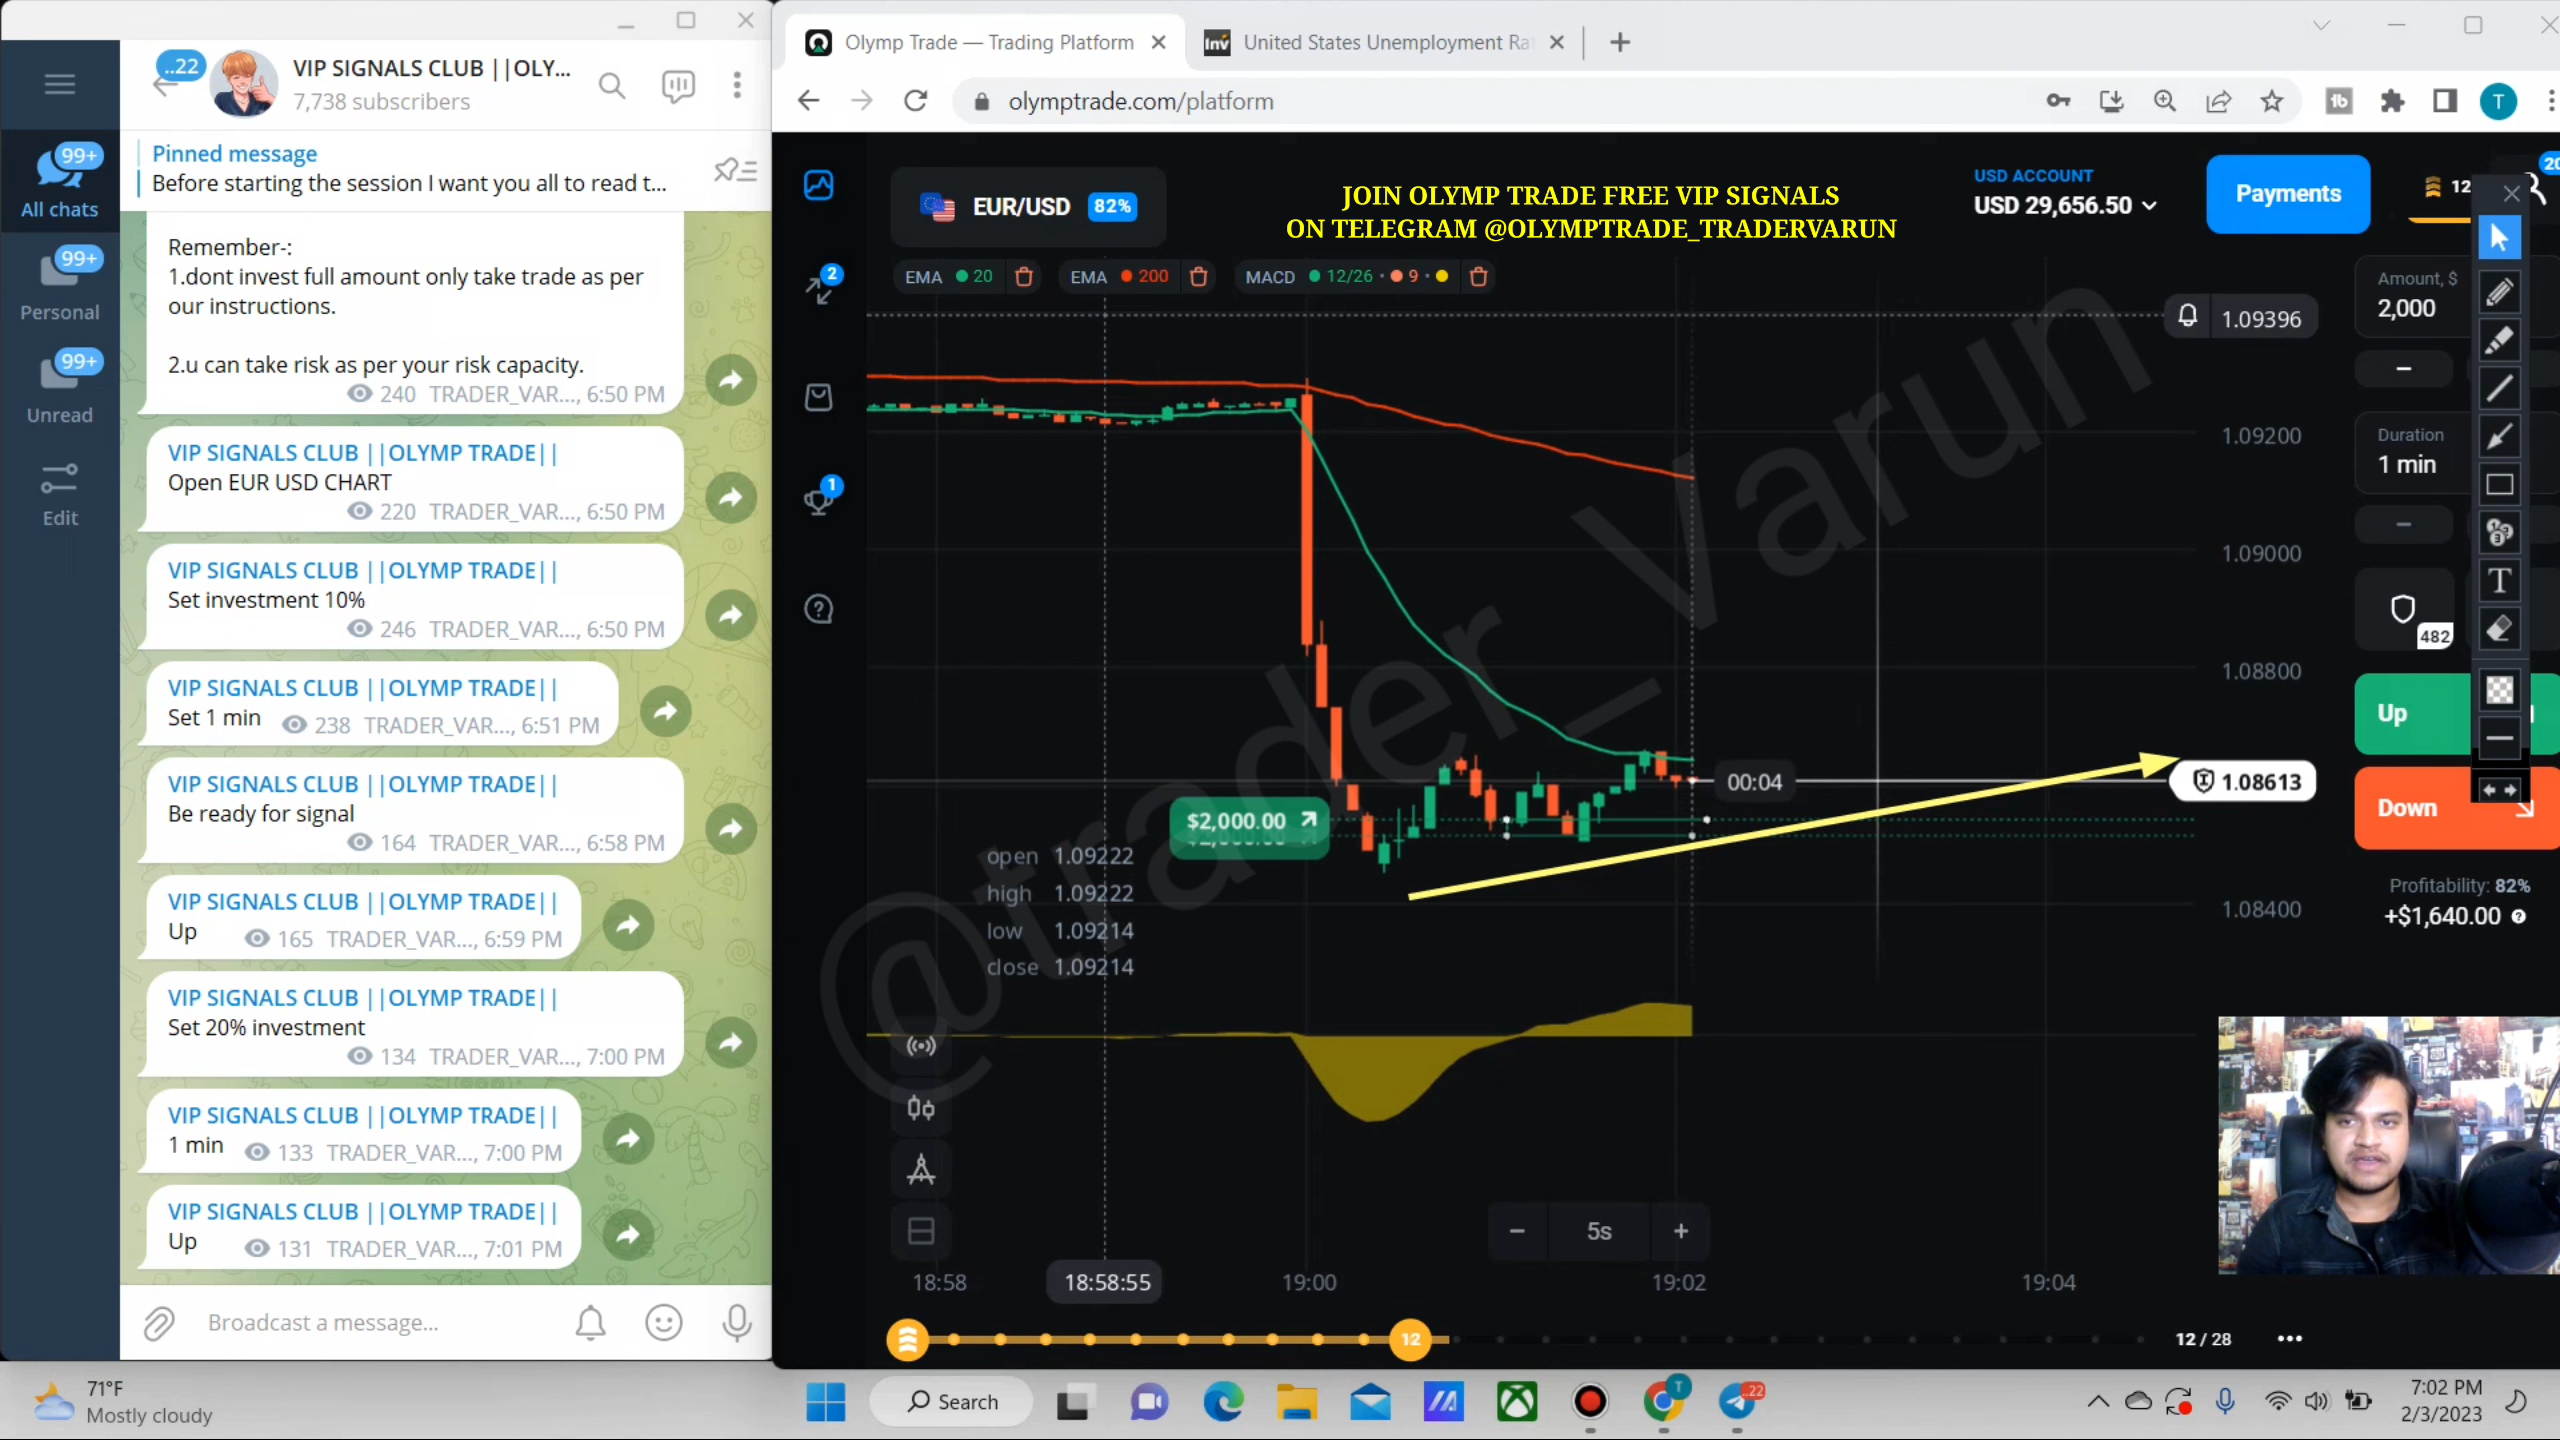 ..22
VIP SIGNALS CLUB ||OLY...
7,738 subscribers
99+
All chats
99+
Personal
99+
Unread
Edit
Pinned message
Before starting the session I want you all to read t...
Remember-:
1.dont invest full amount only take trade as per
our instructions.
2.u can take risk as per your risk capacity.
240 TRADER_VAR..., 6:50 PM
VIP SIGNALS CLUB ||OLYMP TRADE||
Open EUR USD CHART
220 TRADER_VAR..., 6:50 PM
VIP SIGNALS CLUB ||OLYMP TRADE||
Set investment 10%
246 TRADER_VAR..., 6:50 PM
VIP SIGNALS CLUB ||OLYMP TRADE||
Set 1 min 238 TRADER_VAR..., 6:51 PM
VIP SIGNALS CLUB ||OLYMP TRADE||
Be ready for signal
164 TRADER_VAR..., 6:58 PM
VIP SIGNALS CLUB ||OLYMP TRADE||
Up 165 TRADER_VAR..., 6:59 PM
VIP SIGNALS CLUB ||OLYMP TRADE||
Set 20% investment
134 TRADER_VAR..., 7:00 PM
VIP SIGNALS CLUB ||OLYMP TRADE||
1 min 133 TRADER_VAR..., 7:00 PM
VIP SIGNALS CLUB ||OLYMP TRADE||
Up 131 TRADER_VAR..., 7:01 PM
Broadcast a message...
Olymp Trade — Trading Platform
Inv United States Unemployment Ra
olymptrade.com/platform
tb
T
2
1
EUR/USD 82%
JOIN OLYMP TRADE FREE VIP SIGNALS
ON TELEGRAM @OLYMPTRADE_TRADERVARUN
USD ACCOUNT
USD 29,656.50
Payments
12
20
EMA 20
EMA 200
MACD 12/26 · 9 ·
@trader_Varun
1.09396
1.09200
1.09000
1.08800
1.08613
1.08400
00:04
$2,000.00
open 1.09222
high 1.09222
low 1.09214
close 1.09214
Amount, $
2,000
Duration
1 min
482
T
Up
Down
Profitability: 82%
+$1,640.00
5s
18:58
18:58:55
19:00
19:02
19:04
12
12 / 28
71°F
Mostly cloudy
Search
T
..22
7:02 PM
2/3/2023